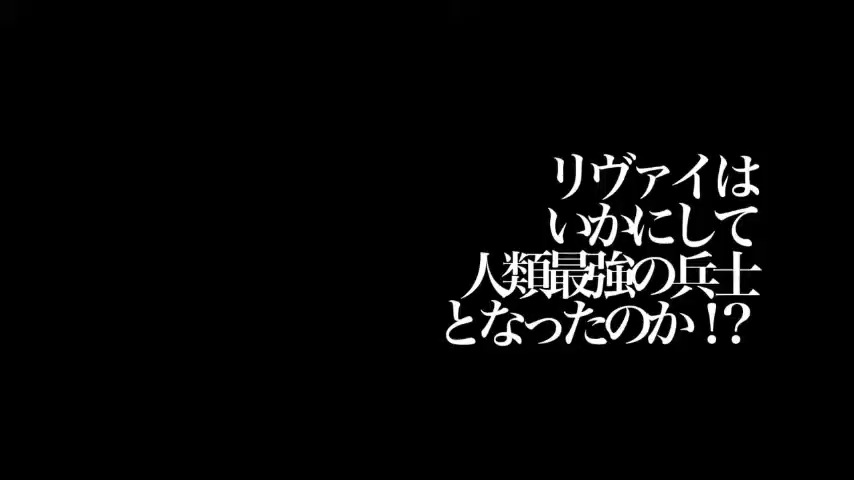 リヴァイは
いかにして
人類最強の兵士
となったのか!?